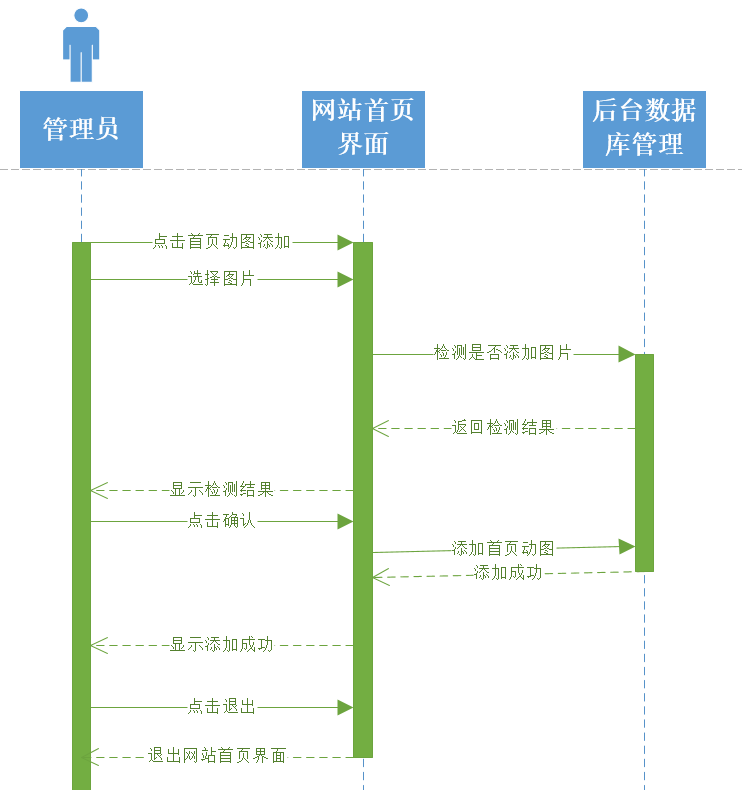 管理员
网站首页
界面
后台数据
库管理
点击首页动图添加
选择图片
检测是否添加图片
返回检测结果
显示检测结果
点击确认
添加首页动图
添加成功
显示添加成功
点击退出
退出网站首页界面